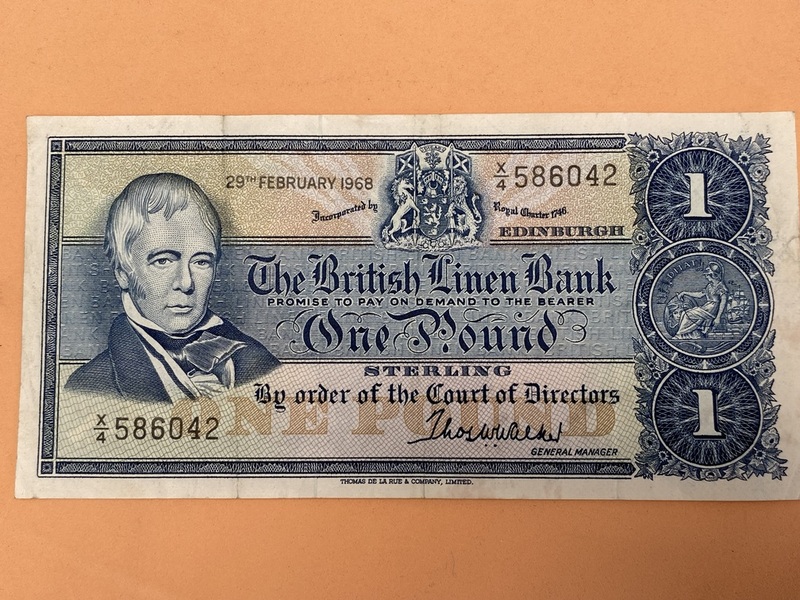 29TH FEBRUARY 1968
X/4 586042
Incorporated by Royal Charter 1746.
EDINBURGH
1
The British Linen Bank
PROMISE TO PAY ON DEMAND TO THE BEARER
One Pound
STERLING
By order of the Court of Directors
ONE POUND
X/4 586042
1
GENERAL MANAGER
THOMAS DE LA RUE & COMPANY, LIMITED.